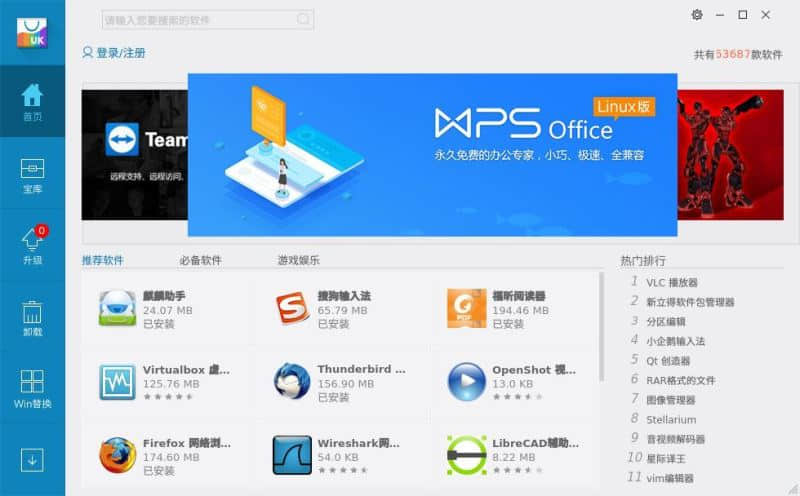 请输入您要搜索的软件
UK
登录/注册
共有53687款软件
首页
宝库
0
升级
卸载
Win替换
Team
远程支持、远程访问、
WPS Office
Linux版
永久免费的办公专家，小巧、极速、全兼容
推荐软件 必备软件 游戏娱乐
麒麟助手
24.07 MB
已安装
搜狗输入法
65.79 MB
已安装
福昕阅读器
194.46 MB
已安装
PDF
Virtualbox 虚...
125.76 MB
Thunderbird ...
156.90 MB
已安装
OpenShot 视...
13.0 KB
Firefox 网络浏...
174.60 MB
已安装
Wireshark网...
54.0 KB
LibreCAD辅助...
8.22 MB
热门排行
1 VLC 播放器
2 新立得软件包管理器
3 分区编辑
4 小企鹅输入法
5 Qt 创造器
6 RAR格式的文件
7 图像管理器
8 Stellarium
9 音视频解码器
10 星际译王
11 vim编辑器